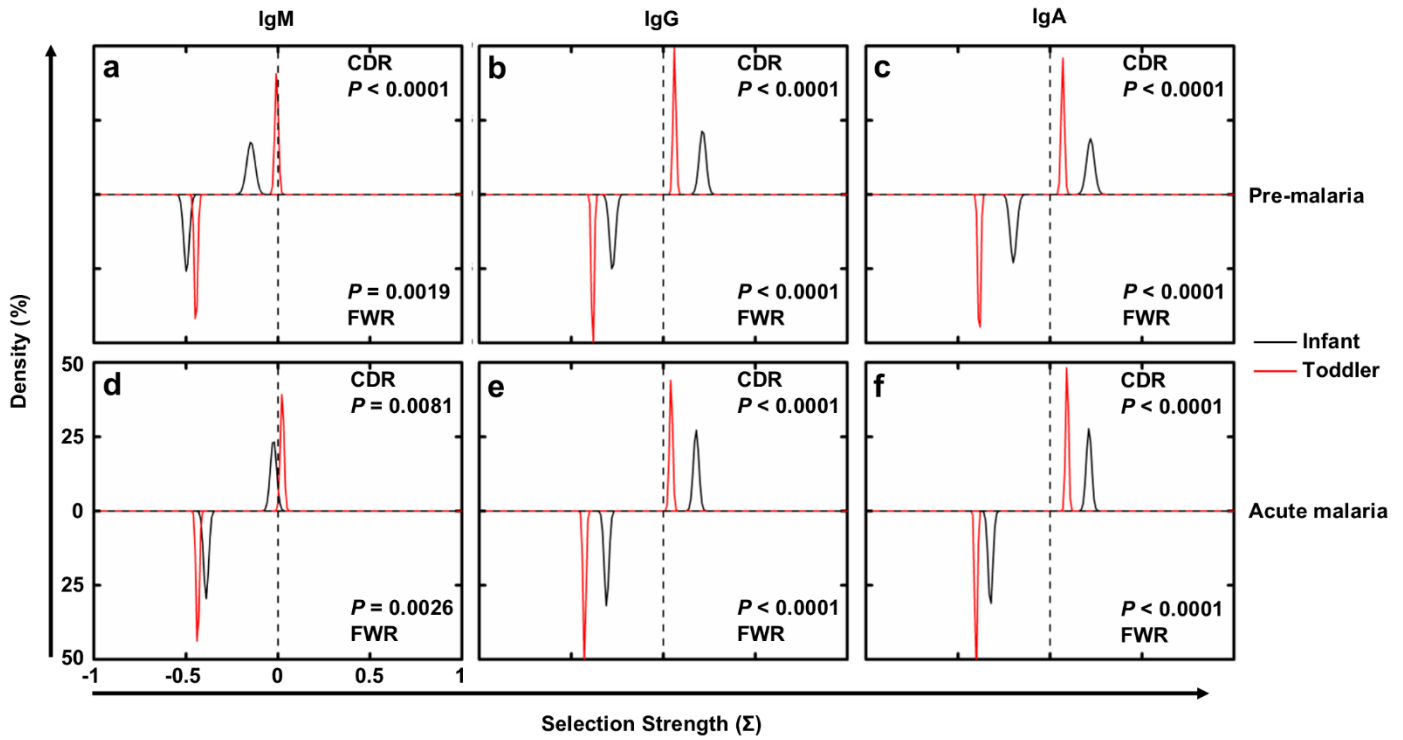 IgM
IgG
IgA
a
CDR
P < 0.0001
P = 0.0019
FWR
b
CDR
P < 0.0001
P < 0.0001
FWR
c
CDR
P < 0.0001
P < 0.0001
FWR
Pre-malaria
Infant
Toddler
Density (%)
50
25
0
25
50
d
CDR
P = 0.0081
P = 0.0026
FWR
e
CDR
P < 0.0001
P < 0.0001
FWR
f
CDR
P < 0.0001
P < 0.0001
FWR
Acute malaria
-1
-0.5
0
0.5
1
Selection Strength (Σ)